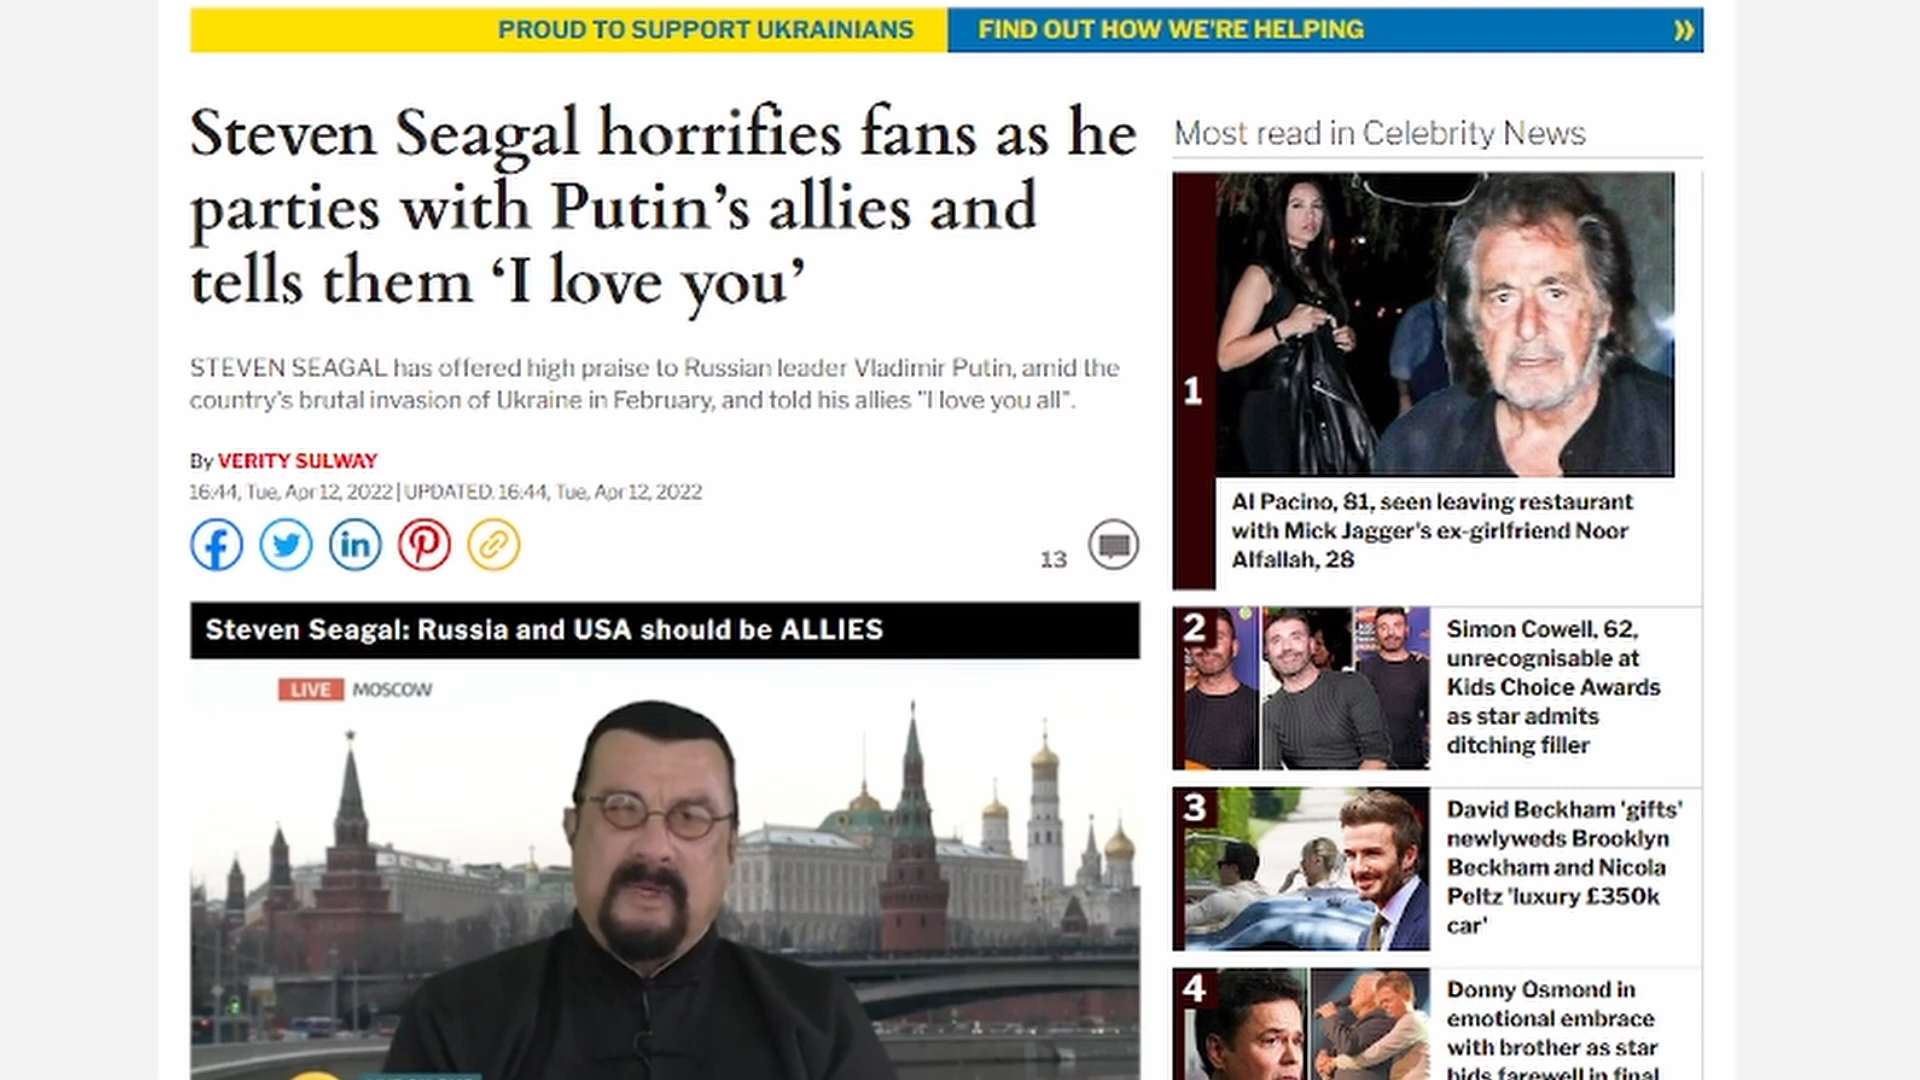 PROUD TO SUPPORT UKRAINIANS
FIND OUT HOW WE'RE HELPING
Steven Seagal horrifies fans as he
parties with Putin's allies and
tells them 'I love you'
STEVEN SEAGAL has offered high praise to Russian leader Vladimir Putin, amid the
country's brutal invasion of Ukraine in February, and told his allies "I love you all".
By VERITY SULWAY
16:44, Tue, Apr 12, 2022 | UPDATED: 16:44, Tue, Apr 12, 2022
13
Steven Seagal: Russia and USA should be ALLIES
LIVE MOSCOW
Most read in Celebrity News
1
Al Pacino, 81, seen leaving restaurant
with Mick Jagger's ex-girlfriend Noor
Alfallah, 28
2
Simon Cowell, 62,
unrecognisable at
Kids Choice Awards
as star admits
ditching filler
3
David Beckham 'gifts'
newlyweds Brooklyn
Beckham and Nicola
Peltz 'luxury £350k
car'
4
Donny Osmond in
emotional embrace
with brother as star
bids farewell in final